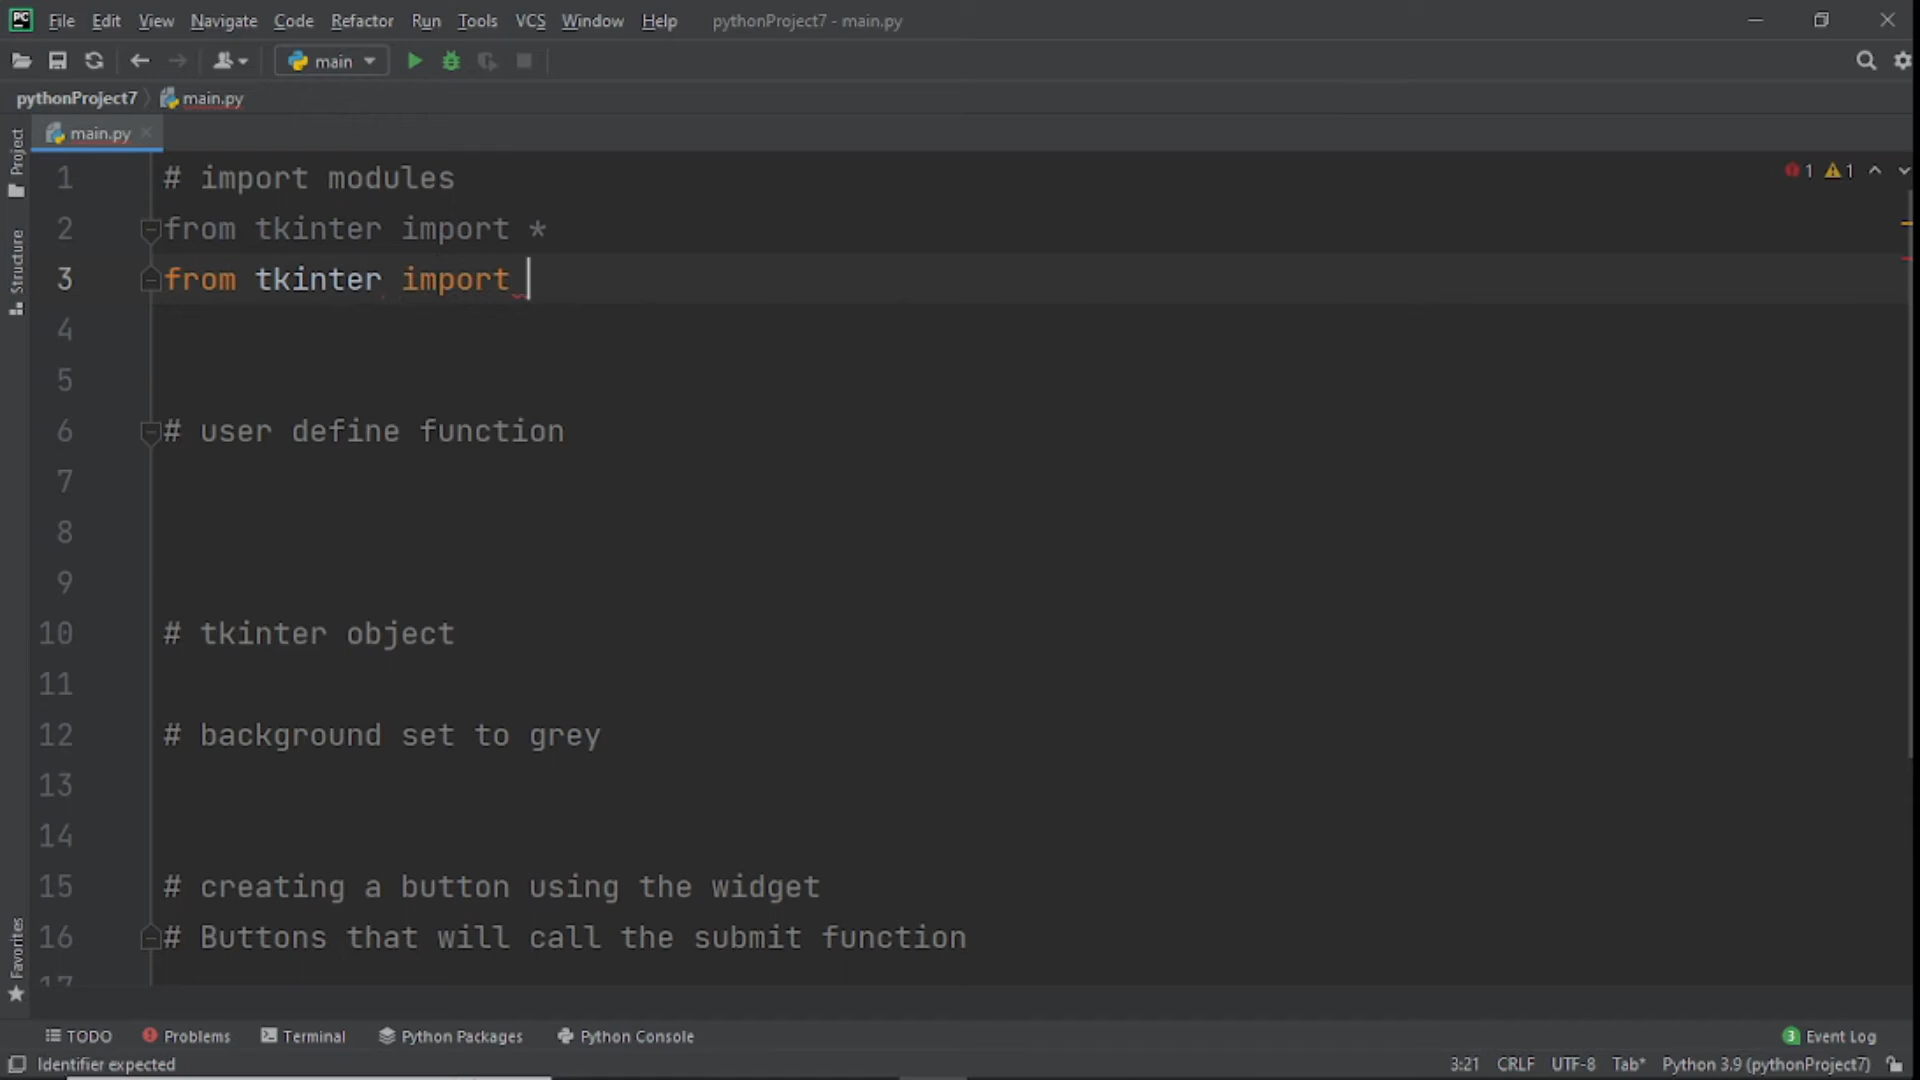 PC File Edit View Navigate Code Refactor Run Tools VCS Window Help pythonProject7 - main.py
main
pythonProject7 main.py
main.py
Project
Structure
Favorites
1 # import modules
1 1
2 from tkinter import *
3 from tkinter import
4
5
6 # user define function
7
8
9
10 # tkinter object
11
12 # background set to grey
13
14
15 # creating a button using the widget
16 # Buttons that will call the submit function
17
TODO Problems Terminal Python Packages Python Console 3 Event Log
Identifier expected 3:21 CRLF UTF-8 Tab* Python 3.9 (pythonProject7)